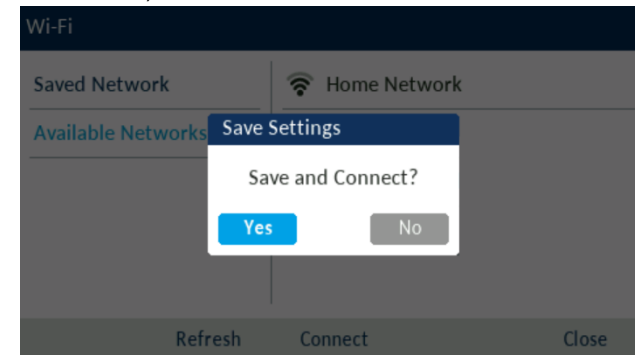 Wi-Fi
Saved Network
Home Network
Available Networks
Save Settings
Save and Connect?
Yes No
Refresh Connect Close